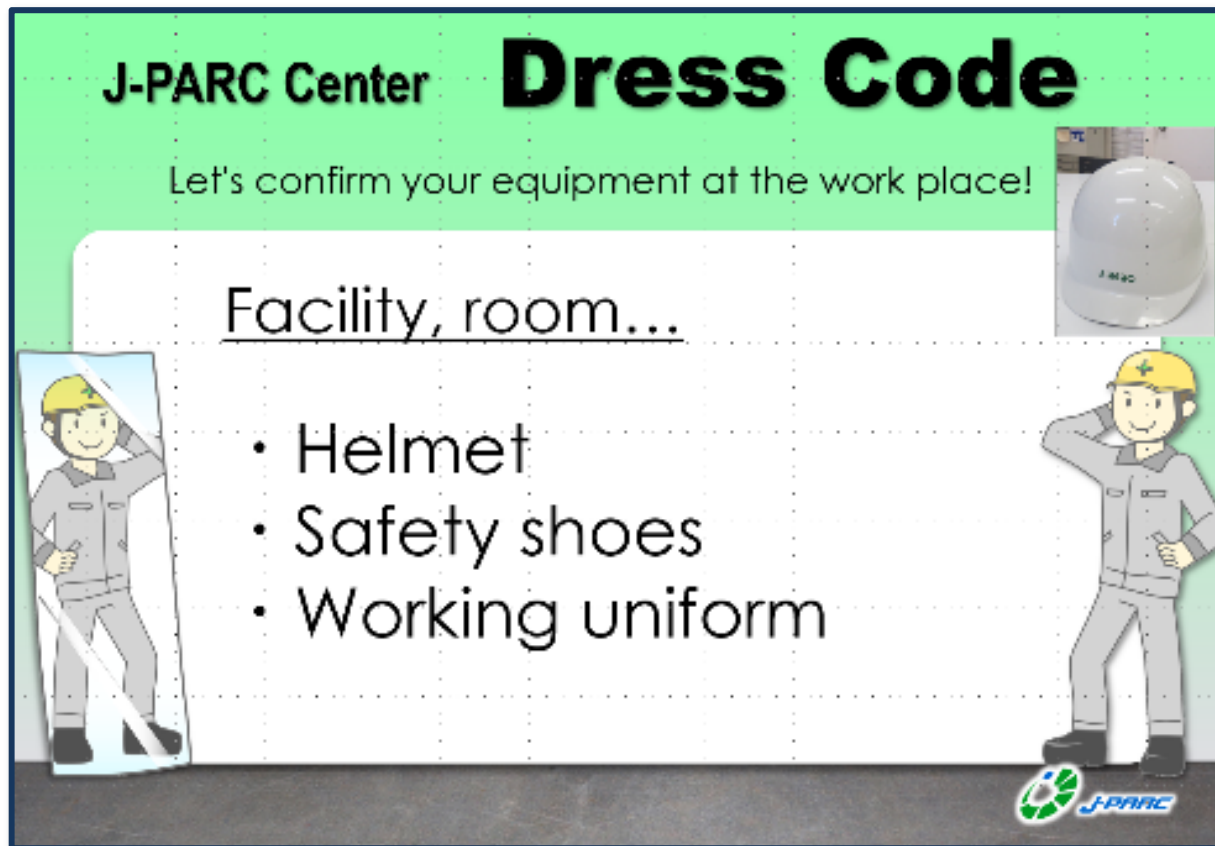 J-PARC Center Dress Code
Let's confirm your equipment at the work place!
Facility, room...
・ Helmet
・ Safety shoes
・ Working uniform
J-PARC
J-PARC